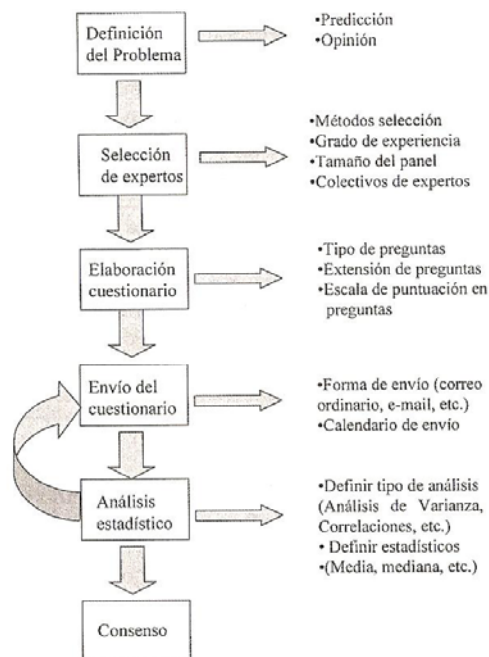 Definición
del Problema
•Predicción
•Opinión
Selección
de expertos
•Métodos selección
•Grado de experiencia
•Tamaño del panel
•Colectivos de expertos
Elaboración
cuestionario
•Tipo de preguntas
•Extensión de preguntas
•Escala de puntuación en
preguntas
Envío del
cuestionario
•Forma de envío (correo
ordinario, e-mail, etc.)
•Calendario de envío
Análisis
estadístico
•Definir tipo de análisis
(Análisis de Varianza,
Correlaciones, etc.)
• Definir estadísticos
•(Media, mediana, etc.)
Consenso